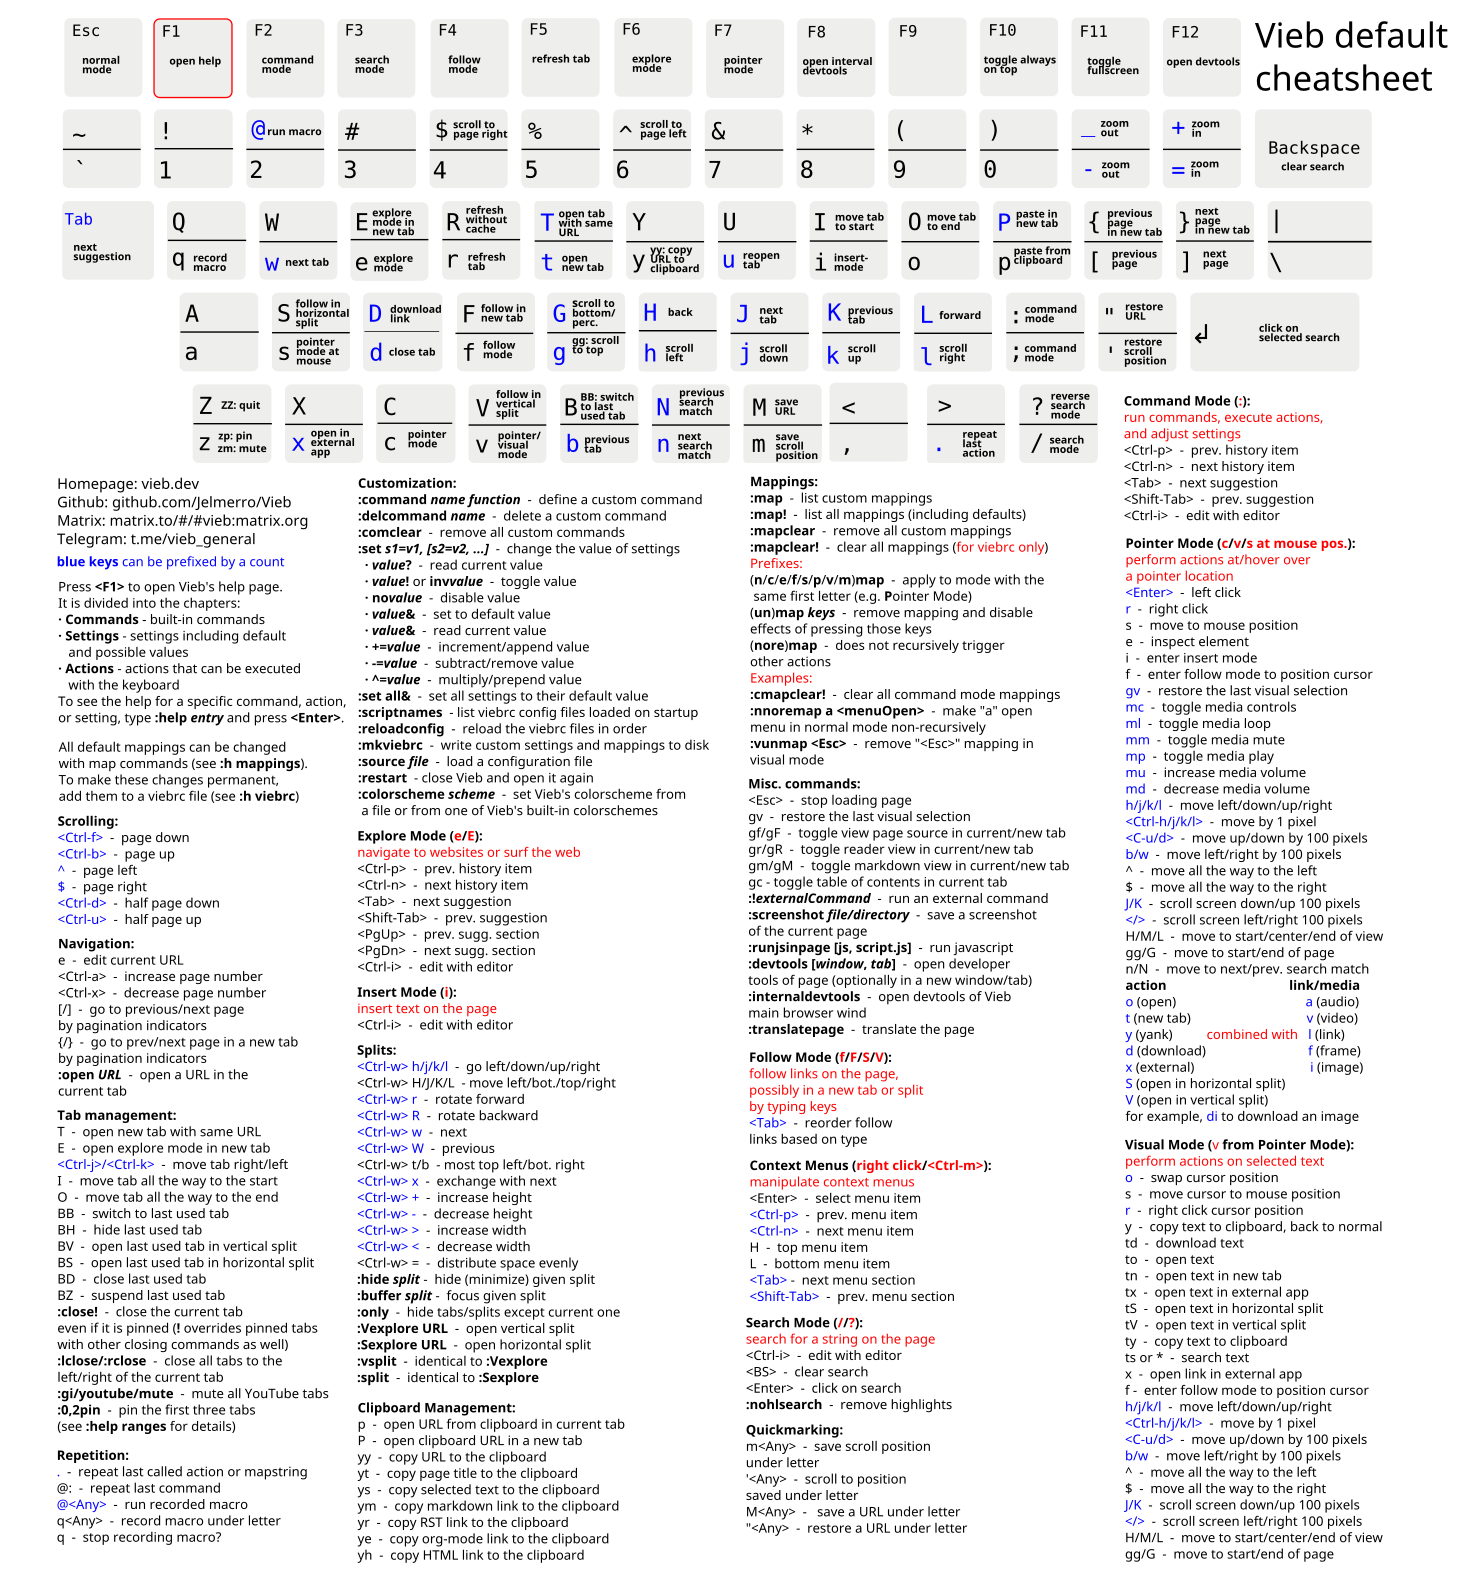 Vieb default
cheatsheet
Esc
normal
mode
F1
open help
F2
command
mode
F3
search
mode
F4
follow
mode
F5
refresh tab
F6
explore
mode
F7
pointer
mode
F8
open interval
devtools
F9
F10
toggle always
on top
F11
toggle
fullscreen
F12
open devtools
~
`
!
1
@ run macro
2
#
3
$ scroll to
page right
4
%
5
^ scroll to
page left
6
&
7
*
8
(
9
)
0
_ zoom
out
- zoom
out
+ zoom
in
= zoom
in
Backspace
clear search
Tab
next
suggestion
Q
q record
macro
W
w next tab
E explore
mode in
new tab
e explore
mode
R refresh
without
cache
r refresh
tab
T open tab
with same
URL
t open
new tab
Y
y yy: copy
URL to
clipboard
U
u reopen
tab
I move tab
to start
i insert-
mode
O move tab
to end
o
P paste in
new tab
p paste from
clipboard
{ previous
page
in new tab
[ previous
page
} next
page
in new tab
] next
page
|
\
A
a
S follow in
horizontal
split
s pointer
mode at
mouse
D download
link
d close tab
F follow in
new tab
f follow
mode
G Scroll to
bottom/
perc.
g gg: scroll
to top
H back
h scroll
left
J next
tab
j scroll
down
K previous
tab
k scroll
up
L forward
l scroll
right
: command
mode
; command
mode
" restore
URL
' restore
scroll
position
↲ click on
selected search
Z ZZ: quit
z zp: pin
zm: mute
X
x open in
external
app
C
c pointer
mode
V follow in
vertical
split
v pointer/
visual
mode
B BB: switch
to last
used tab
b previous
tab
N previous
search
match
n next
search
match
M save
URL
m save
scroll
position
<
,
>
. repeat
last
action
? reverse
search
mode
/ search
mode
Homepage: vieb.dev
Github: github.com/Jelmerro/Vieb
Matrix: matrix.to/#/#vieb:matrix.org
Telegram: t.me/vieb_general
blue keys can be prefixed by a count
Press <F1> to open Vieb's help page.
It is divided into the chapters:
· Commands - built-in commands
· Settings - settings including default
and possible values
· Actions - actions that can be executed
with the keyboard
To see the help for a specific command, action,
or setting, type :help entry and press <Enter>.
All default mappings can be changed
with map commands (see :h mappings).
To make these changes permanent,
add them to a viebrc file (see :h viebrc)
Scrolling:
<Ctrl-f> - page down
<Ctrl-b> - page up
^ - page left
$ - page right
<Ctrl-d> - half page down
<Ctrl-u> - half page up
Navigation:
e - edit current URL
<Ctrl-a> - increase page number
<Ctrl-x> - decrease page number
[/] - go to previous/next page
by pagination indicators
{/} - go to prev/next page in a new tab
by pagination indicators
:open URL - open a URL in the
current tab
Tab management:
T - open new tab with same URL
E - open explore mode in new tab
<Ctrl-j>/<Ctrl-k> - move tab right/left
I - move tab all the way to the start
O - move tab all the way to the end
BB - switch to last used tab
BH - hide last used tab
BV - open last used tab in vertical split
BS - open last used tab in horizontal split
BD - close last used tab
BZ - suspend last used tab
:close! - close the current tab
even if it is pinned (! overrides pinned tabs
with other closing commands as well)
:lclose/:rclose - close all tabs to the
left/right of the current tab
:gi/youtube/mute - mute all YouTube tabs
:0,2pin - pin the first three tabs
(see :help ranges for details)
Repetition:
. - repeat last called action or mapstring
@: - repeat last command
@<Any> - run recorded macro
q<Any> - record macro under letter
q - stop recording macro?
Customization:
:command name function - define a custom command
:delcommand name - delete a custom command
:comclear - remove all custom commands
:set s1=v1, [s2=v2, ...] - change the value of settings
· value? - read current value
· value! or invvalue - toggle value
· novalue - disable value
· value& - set to default value
· value& - read current value
· +=value - increment/append value
· -=value - subtract/remove value
· ^=value - multiply/prepend value
:set all& - set all settings to their default value
:scriptnames - list viebrc config files loaded on startup
:reloadconfig - reload the viebrc files in order
:mkviebrc - write custom settings and mappings to disk
:source file - load a configuration file
:restart - close Vieb and open it again
:colorscheme scheme - set Vieb's colorscheme from
a file or from one of Vieb's built-in colorschemes
Explore Mode (e/E):
navigate to websites or surf the web
<Ctrl-p> - prev. history item
<Ctrl-n> - next history item
<Tab> - next suggestion
<Shift-Tab> - prev. suggestion
<PgUp> - prev. sugg. section
<PgDn> - next sugg. section
<Ctrl-i> - edit with editor
Insert Mode (i):
insert text on the page
<Ctrl-i> - edit with editor
Splits:
<Ctrl-w> h/j/k/l - go left/down/up/right
<Ctrl-w> H/J/K/L - move left/bot./top/right
<Ctrl-w> r - rotate forward
<Ctrl-w> R - rotate backward
<Ctrl-w> w - next
<Ctrl-w> W - previous
<Ctrl-w> t/b - most top left/bot. right
<Ctrl-w> x - exchange with next
<Ctrl-w> + - increase height
<Ctrl-w> - - decrease height
<Ctrl-w> > - increase width
<Ctrl-w> < - decrease width
<Ctrl-w> = - distribute space evenly
:hide split - hide (minimize) given split
:buffer split - focus given split
:only - hide tabs/splits except current one
:Vexplore URL - open vertical split
:Sexplore URL - open horizontal split
:vsplit - identical to :Vexplore
:split - identical to :Sexplore
Clipboard Management:
p - open URL from clipboard in current tab
P - open clipboard URL in a new tab
yy - copy URL to the clipboard
yt - copy page title to the clipboard
ys - copy selected text to the clipboard
ym - copy markdown link to the clipboard
yr - copy RST link to the clipboard
ye - copy org-mode link to the clipboard
yh - copy HTML link to the clipboard
Mappings:
:map - list custom mappings
:map! - list all mappings (including defaults)
:mapclear - remove all custom mappings
:mapclear! - clear all mappings (for viebrc only)
Prefixes:
(n/c/e/f/s/p/v/m)map - apply to mode with the
same first letter (e.g. Pointer Mode)
(un)map keys - remove mapping and disable
effects of pressing those keys
(nore)map - does not recursively trigger
other actions
Examples:
:cmapclear! - clear all command mode mappings
:nnoremap a <menuOpen> - make "a" open
menu in normal mode non-recursively
:vunmap <Esc> - remove "<Esc>" mapping in
visual mode
Misc. commands:
<Esc> - stop loading page
gv - restore the last visual selection
gf/gF - toggle view page source in current/new tab
gr/gR - toggle reader view in current/new tab
gm/gM - toggle markdown view in current/new tab
gc - toggle table of contents in current tab
:!externalCommand - run an external command
:screenshot file/directory - save a screenshot
of the current page
:runjsinpage [js, script.js] - run javascript
:devtools [window, tab] - open developer
tools of page (optionally in a new window/tab)
:internaldevtools - open devtools of Vieb
main browser wind
:translatepage - translate the page
Follow Mode (f/F/S/V):
follow links on the page,
possibly in a new tab or split
by typing keys
<Tab> - reorder follow
links based on type
Context Menus (right click/<Ctrl-m>):
manipulate context menus
<Enter> - select menu item
<Ctrl-p> - prev. menu item
<Ctrl-n> - next menu item
H - top menu item
L - bottom menu item
<Tab> - next menu section
<Shift-Tab> - prev. menu section
Search Mode (//?):
search for a string on the page
<Ctrl-i> - edit with editor
<BS> - clear search
<Enter> - click on search
:nohlsearch - remove highlights
Quickmarking:
m<Any> - save scroll position
under letter
'<Any> - scroll to position
saved under letter
M<Any> - save a URL under letter
"<Any> - restore a URL under letter
Command Mode (:):
run commands, execute actions,
and adjust settings
<Ctrl-p> - prev. history item
<Ctrl-n> - next history item
<Tab> - next suggestion
<Shift-Tab> - prev. suggestion
<Ctrl-i> - edit with editor
Pointer Mode (c/v/s at mouse pos.):
perform actions at/hover over
a pointer location
<Enter> - left click
r - right click
s - move to mouse position
e - inspect element
i - enter insert mode
f - enter follow mode to position cursor
gv - restore the last visual selection
mc - toggle media controls
ml - toggle media loop
mm - toggle media mute
mp - toggle media play
mu - increase media volume
md - decrease media volume
h/j/k/l - move left/down/up/right
<Ctrl-h/j/k/l> - move by 1 pixel
<C-u/d> - move up/down by 100 pixels
b/w - move left/right by 100 pixels
^ - move all the way to the left
$ - move all the way to the right
J/K - scroll screen down/up 100 pixels
</> - scroll screen left/right 100 pixels
H/M/L - move to start/center/end of view
gg/G - move to start/end of page
n/N - move to next/prev. search match
action link/media
o (open) a (audio)
t (new tab) v (video)
y (yank) combined with l (link)
d (download) f (frame)
x (external) i (image)
S (open in horizontal split)
V (open in vertical split)
for example, di to download an image
Visual Mode (v from Pointer Mode):
perform actions on selected text
o - swap cursor position
s - move cursor to mouse position
r - right click cursor position
y - copy text to clipboard, back to normal
td - download text
to - open text
tn - open text in new tab
tx - open text in external app
tS - open text in horizontal split
tV - open text in vertical split
ty - copy text to clipboard
ts or * - search text
x - open link in external app
f - enter follow mode to position cursor
h/j/k/l - move left/down/up/right
<Ctrl-h/j/k/l> - move by 1 pixel
<C-u/d> - move up/down by 100 pixels
b/w - move left/right by 100 pixels
^ - move all the way to the left
$ - move all the way to the right
J/K - scroll screen down/up 100 pixels
</> - scroll screen left/right 100 pixels
H/M/L - move to start/center/end of view
gg/G - move to start/end of page